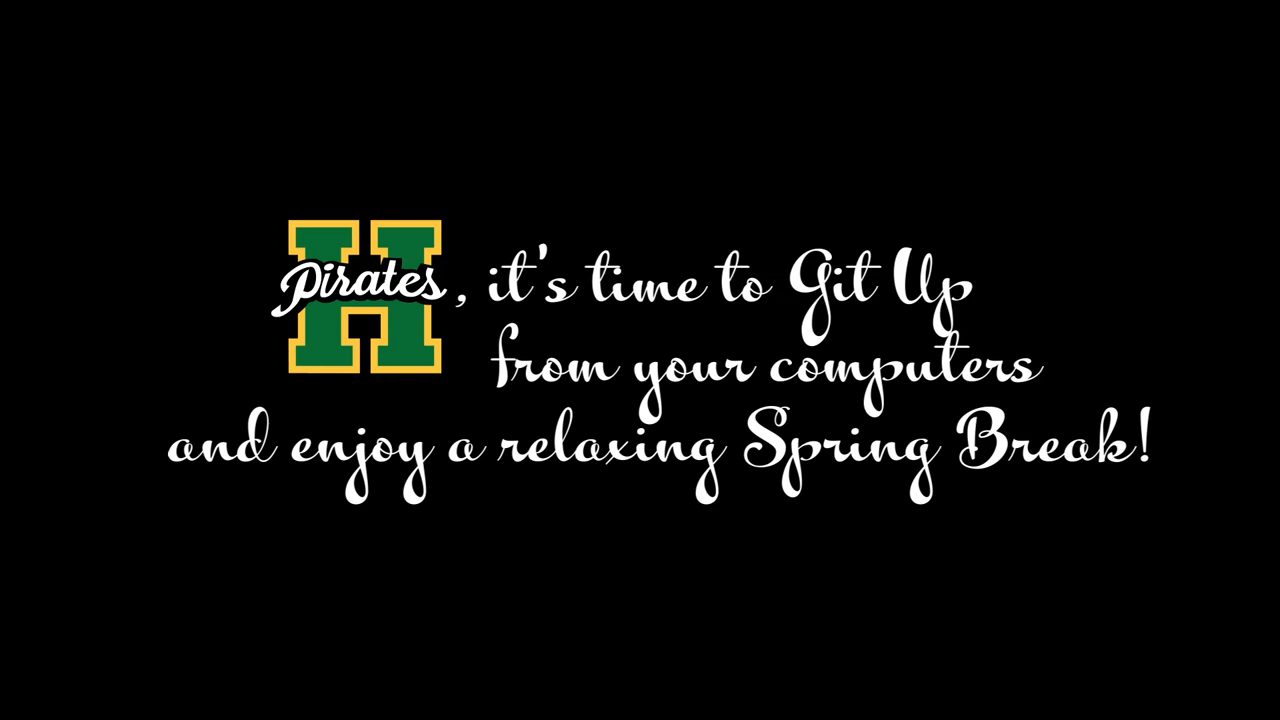 H
Pirates, it's time to Git Up
from your computers
and enjoy a relaxing Spring Break!